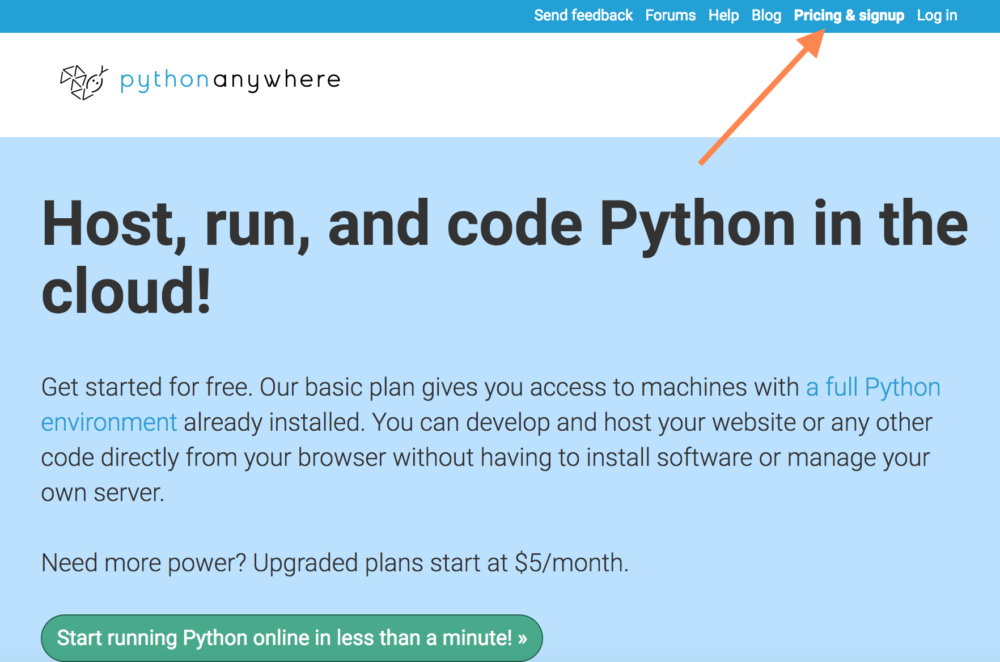 Send feedback Forums Help Blog Pricing & signup Log in
pythonanywhere
Host, run, and code Python in the
cloud!
Get started for free. Our basic plan gives you access to machines with a full Python
environment already installed. You can develop and host your website or any other
code directly from your browser without having to install software or manage your
own server.
Need more power? Upgraded plans start at $5/month.
Start running Python online in less than a minute! »